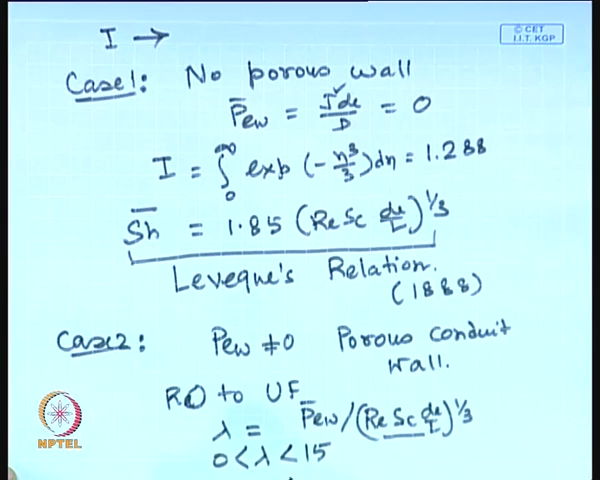 I →
© CET
I.I.T. KGP
Case1: No porous wall
P̄ew = J de / D = 0
I = ∫₀^∞ exp (-η³/3) dη = 1.288
S̄h = 1.85 (Re Sc de/L)^1/3
Leveque's Relation.
(1888)
Case2: Pew ≠ 0 Porous conduit
wall.
RO to UF
λ = P̄ew/(Re Sc de/L)^1/3
0 < λ < 15
NPTEL